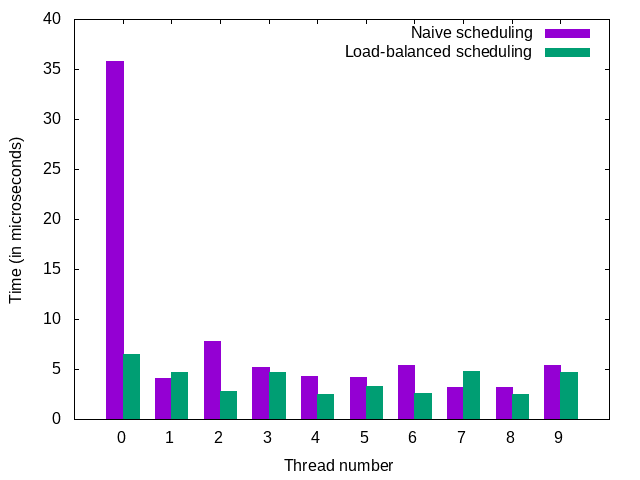 40
35
30
25
20
15
10
5
0
Time (in microseconds)
Naive scheduling
Load-balanced scheduling
0 1 2 3 4 5 6 7 8 9
Thread number